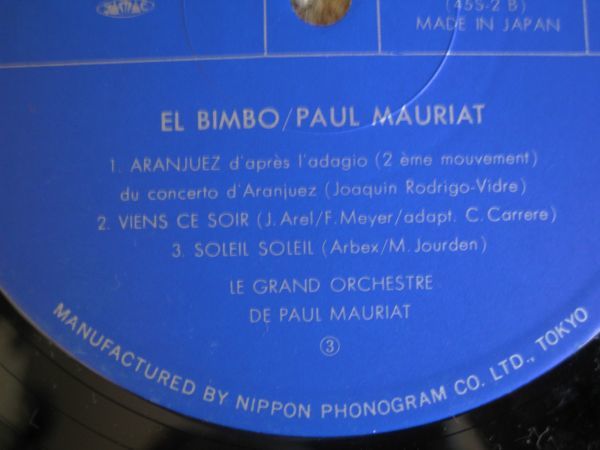 (45S-2 B)
MADE IN JAPAN
EL BIMBO/PAUL MAURIAT
1. ARANJUEZ d'après l'adagio (2 ème mouvement)
du concerto d'Aranjuez (Joaquin Rodrigo-Vidre)
2. VIENS CE SOIR (J. Arel/F. Meyer/adapt. C. Carrere)
3. SOLEIL SOLEIL (Arbex/M. Jourden)
LE GRAND ORCHESTRE
DE PAUL MAURIAT
③
MANUFACTURED BY NIPPON PHONOGRAM CO. LTD., TOKYO